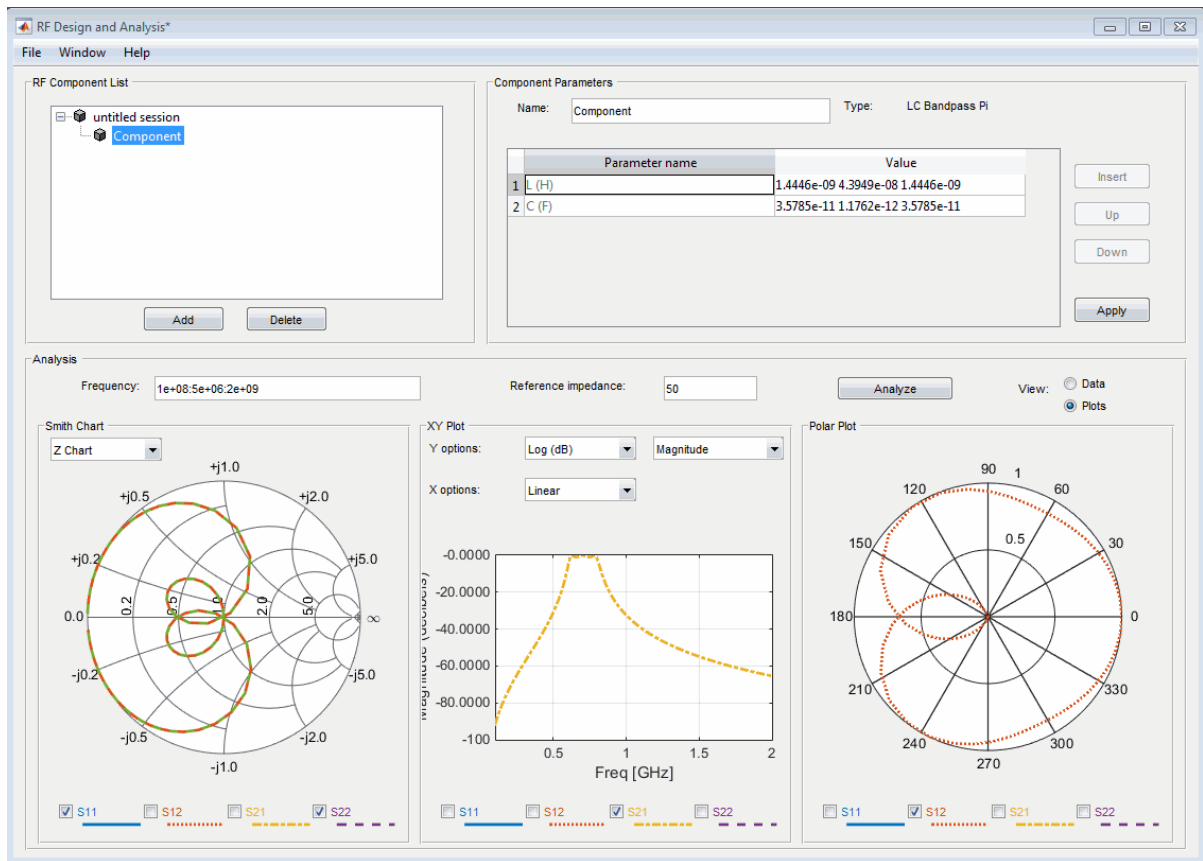 RF Design and Analysis*
File Window Help
RF Component List
untitled session
Component
Add Delete
Component Parameters
Name: Component Type: LC Bandpass Pi
Parameter name Value
1 L (H) 1.4446e-09 4.3949e-08 1.4446e-09
2 C (F) 3.5785e-11 1.1762e-12 3.5785e-11
Insert
Up
Down
Apply
Analysis
Frequency: 1e+08:5e+06:2e+09 Reference impedance: 50 Analyze View: Data
Plots
Smith Chart
Z Chart
+j1.0
+j0.5 +j2.0
+j0.2 +j5.0
0.0 0.2 0.5 1.0 2.0 5.0 ∞
-j0.2 -j5.0
-j0.5 -j2.0
-j1.0
S11 S12 S21 S22
XY Plot
Y options: Log (dB) Magnitude
X options: Linear
Magnitude (decibels)
-0.0000
-20.0000
-40.0000
-60.0000
-80.0000
-100
0.5 1 1.5 2
Freq [GHz]
S11 S12 S21 S22
Polar Plot
90 1
120 60
150 0.5 30
180 0
210 330
240 300
270
S11 S12 S21 S22